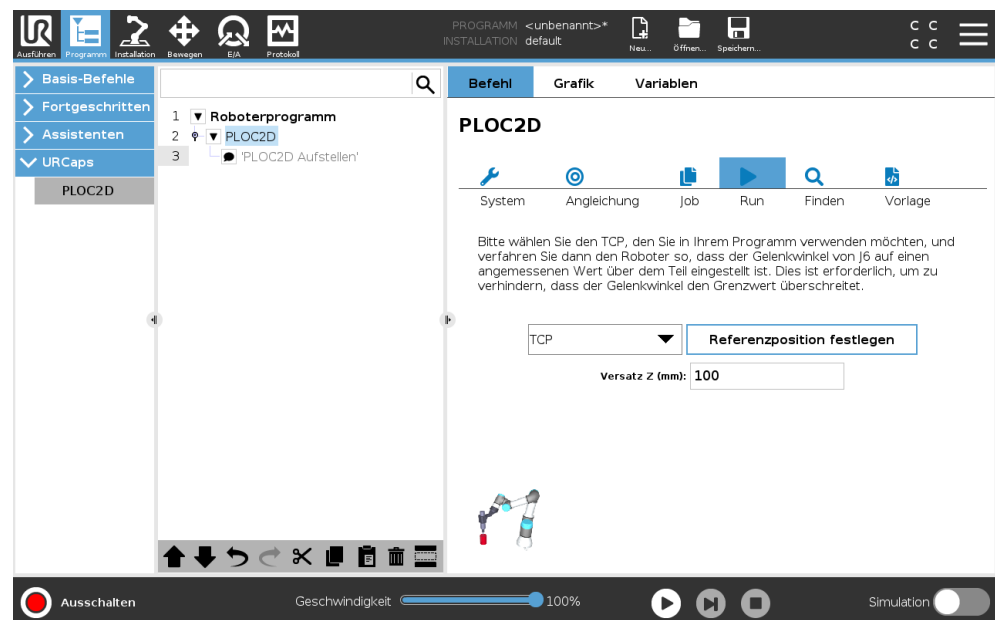 PROGRAMM <unbenannt>*
INSTALLATION default
UR
Ausführen Programm Installation Bewegen E/A Protokoll
Neu... Öffnen... Speichern...
C C
C C
Basis-Befehle
Fortgeschritten
Assistenten
URCaps
PLOC2D
1 Roboterprogramm
2 PLOC2D
3 'PLOC2D Aufstellen'
Befehl Grafik Variablen
PLOC2D
System Angleichung Job Run Finden Vorlage
Bitte wählen Sie den TCP, den Sie in Ihrem Programm verwenden möchten, und
verfahren Sie dann den Roboter so, dass der Gelenkwinkel von J6 auf einen
angemessenen Wert über dem Teil eingestellt ist. Dies ist erforderlich, um zu
verhindern, dass der Gelenkwinkel den Grenzwert überschreitet.
TCP Referenzposition festlegen
Versatz Z (mm): 100
Ausschalten Geschwindigkeit 100% Simulation